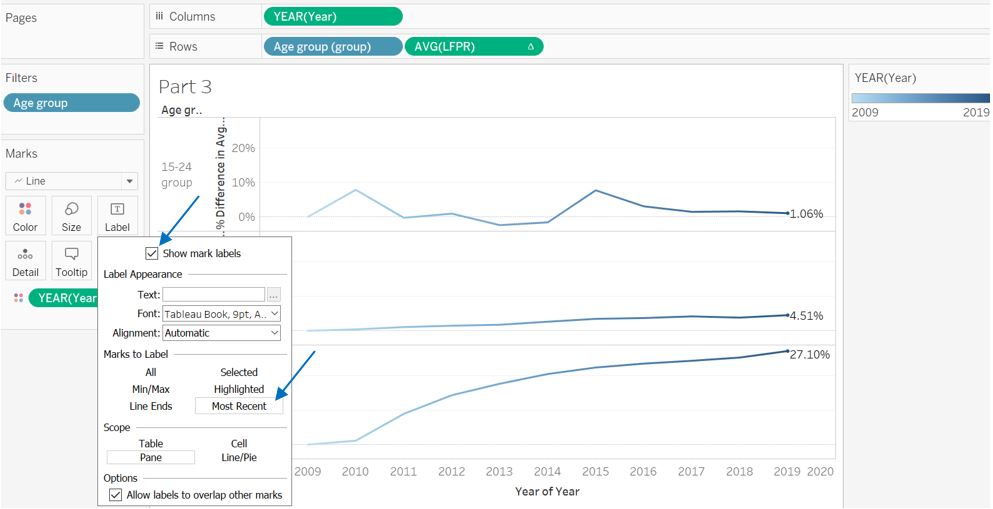 Pages
Columns
YEAR(Year)
Rows
Age group (group)
AVG(LFPR)
Filters
Age group
Marks
Line
Color
Size
Label
Detail
Tooltip
YEAR(Year
Show mark labels
Label Appearance
Text:
...
Font: Tableau Book, 9pt, A..
Alignment: Automatic
Marks to Label
All Selected
Min/Max Highlighted
Line Ends Most Recent
Scope
Table Cell
Pane Line/Pie
Options
Allow labels to overlap other marks
Part 3
Age gr..
15-24
group
..% Difference in Avg...
20%
10%
0%
1.06%
4.51%
27.10%
2009 2010 2011 2012 2013 2014 2015 2016 2017 2018 2019 2020
Year of Year
YEAR(Year)
2009 2019